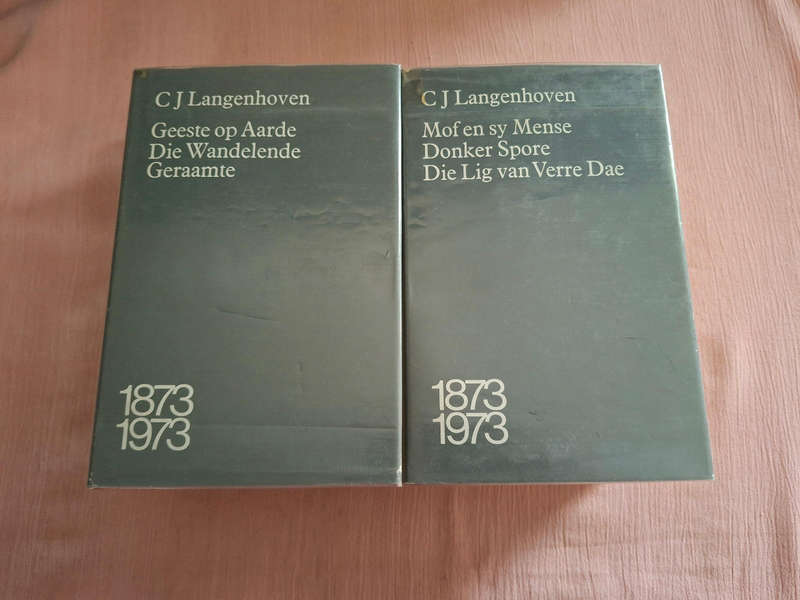 C J Langenhoven
Geeste op Aarde
Die Wandelende
Geraamte
1873
1973
C J Langenhoven
Mof en sy Mense
Donker Spore
Die Lig van Verre Dae
1873
1973